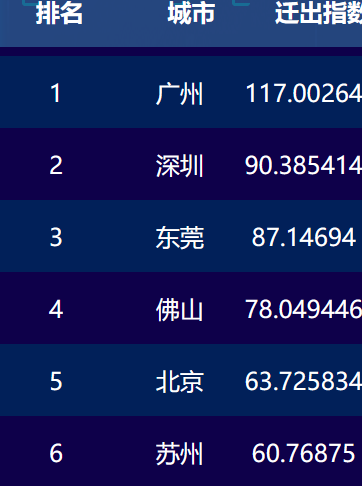 排名 城市 迁出指数
1 广州 117.00264
2 深圳 90.385414
3 东莞 87.14694
4 佛山 78.049446
5 北京 63.725834
6 苏州 60.76875